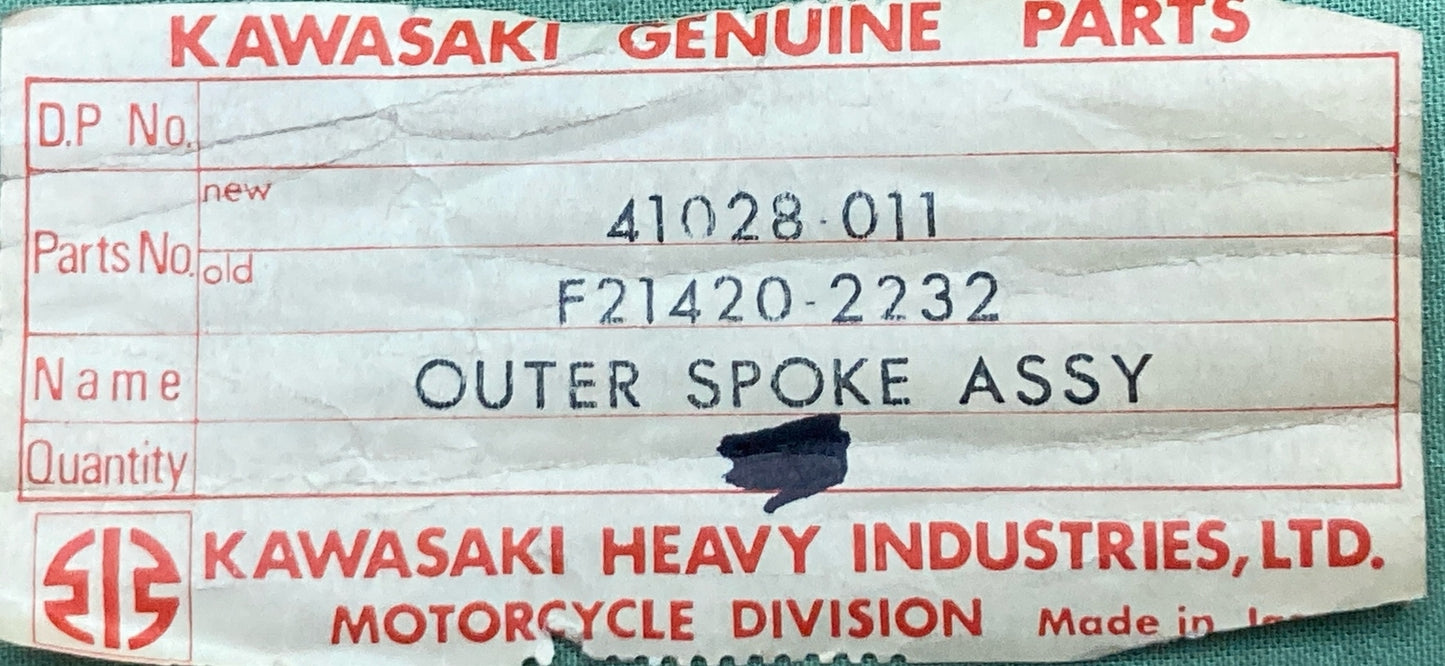 KAWASAKI GENUINE PARTS
D.P No.
Parts No.
new 41028-011
old F21420-2232
Name OUTER SPOKE ASSY
Quantity
KAWASAKI HEAVY INDUSTRIES, LTD.
MOTORCYCLE DIVISION Made in